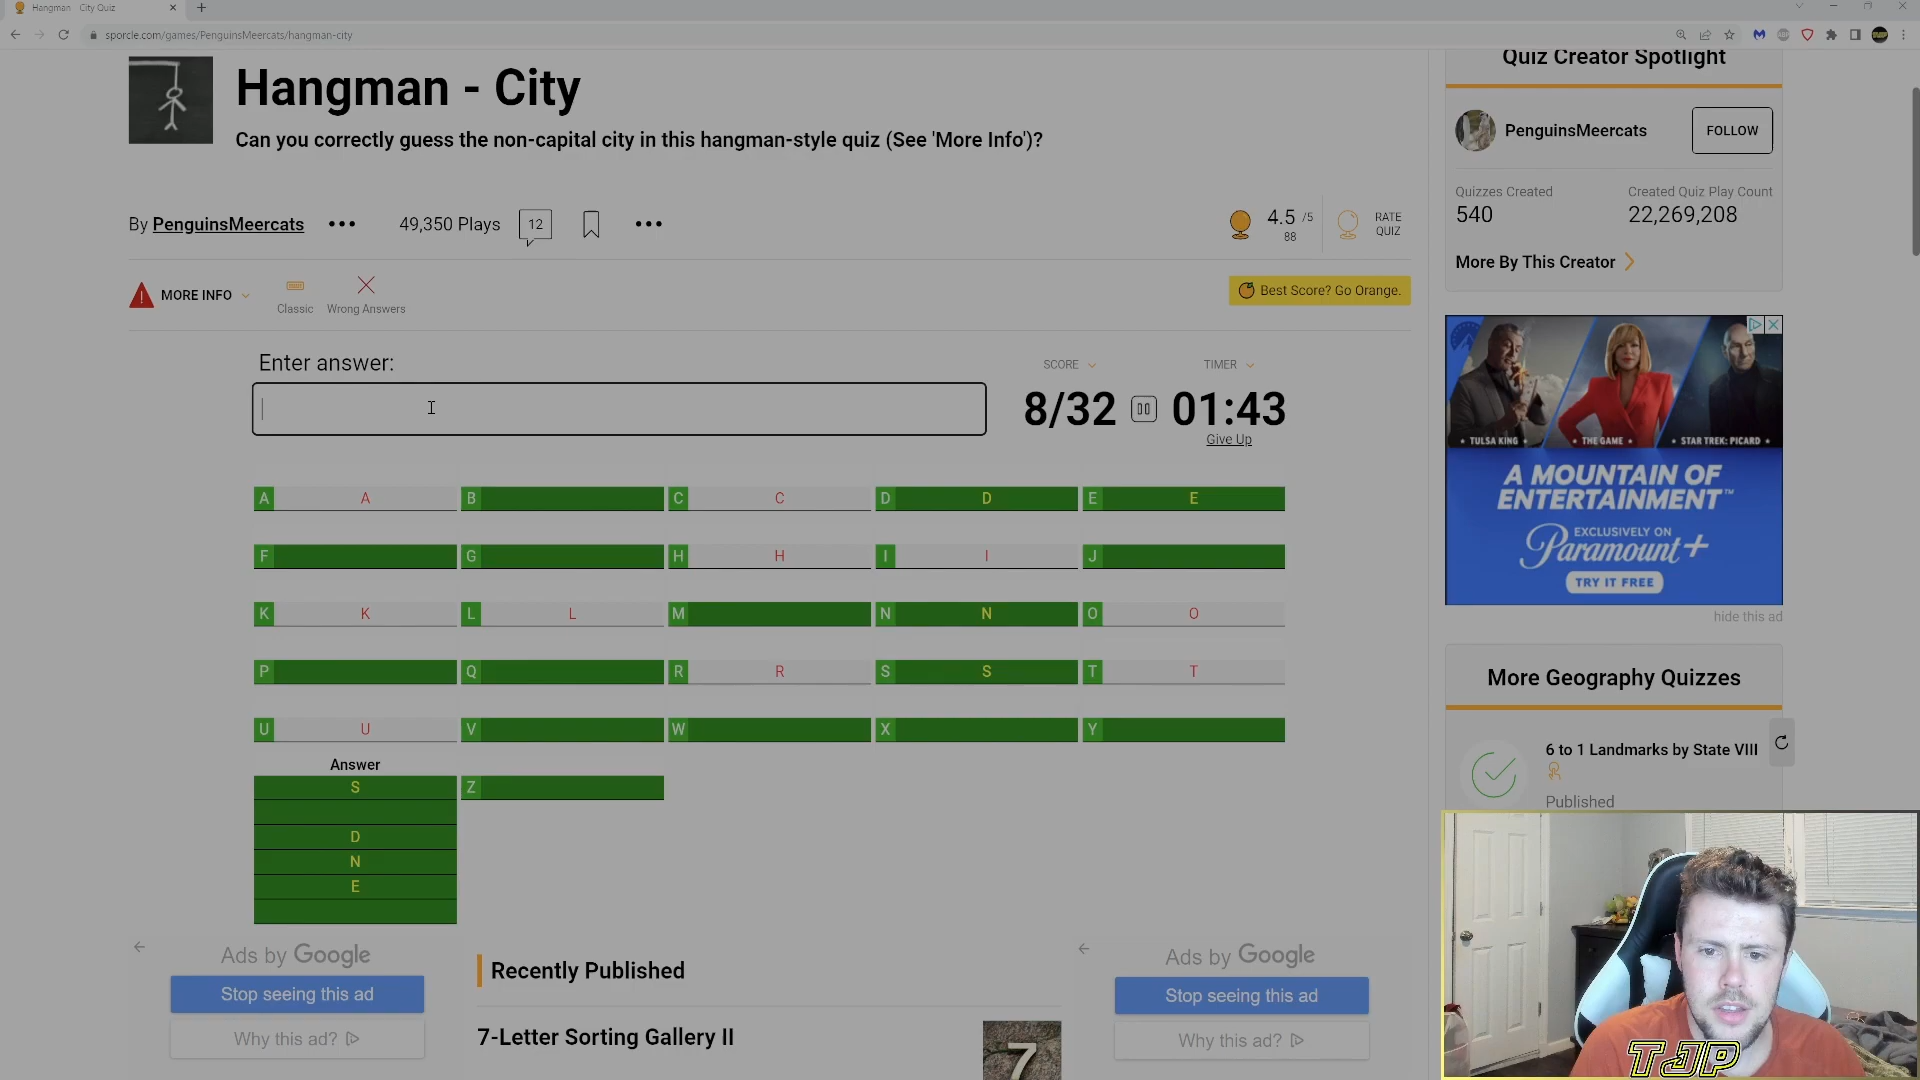 Hangman City Quiz
sporcle.com/games/PenguinsMeercats/hangman-city
Hangman - City
Can you correctly guess the non-capital city in this hangman-style quiz (See 'More Info')?
By PenguinsMeercats ••• 49,350 Plays 12 •••
4.5 /5
88
RATE
QUIZ
MORE INFO
Classic
Wrong Answers
Best Score? Go Orange.
Enter answer:
SCORE
TIMER
8/32
01:43
Give Up
A A B C C D D E E
F G H H I I J
K K L L M N N O O
P Q R R S S T T
U U V W X Y
Answer
S Z
D
N
E
Ads by Google
Stop seeing this ad
Why this ad?
Recently Published
7-Letter Sorting Gallery II
7
Ads by Google
Stop seeing this ad
Why this ad?
Quiz Creator Spotlight
PenguinsMeercats
FOLLOW
Quizzes Created
540
Created Quiz Play Count
22,269,208
More By This Creator
★ TULSA KING ★ THE GAME ★ STAR TREK: PICARD ★
A MOUNTAIN OF
ENTERTAINMENT™
EXCLUSIVELY ON
Paramount+
TRY IT FREE
hide this ad
More Geography Quizzes
6 to 1 Landmarks by State VIII
Published
TJP